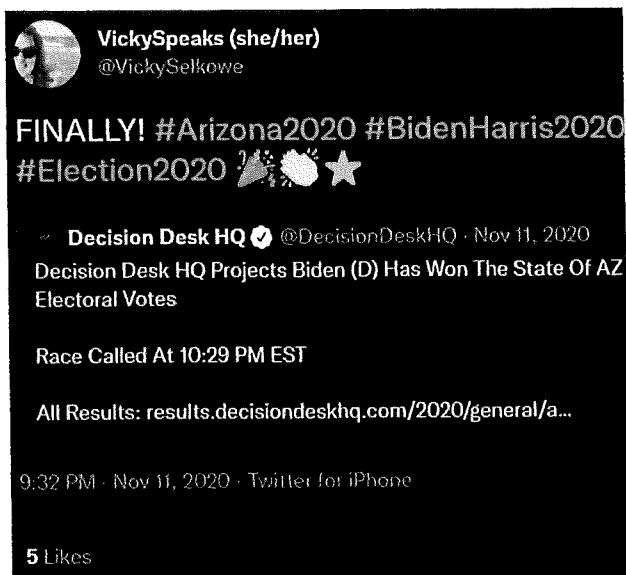 VickySpeaks (she/her)
@VickySelkowe
FINALLY! #Arizona2020 #BidenHarris2020
#Election2020 🎉👏⭐
Decision Desk HQ @DecisionDeskHQ · Nov 11, 2020
Decision Desk HQ Projects Biden (D) Has Won The State Of AZ
Electoral Votes
Race Called At 10:29 PM EST
All Results: results.decisiondeskhq.com/2020/general/a...
9:32 PM · Nov 11, 2020 · Twitter for iPhone
5 Likes